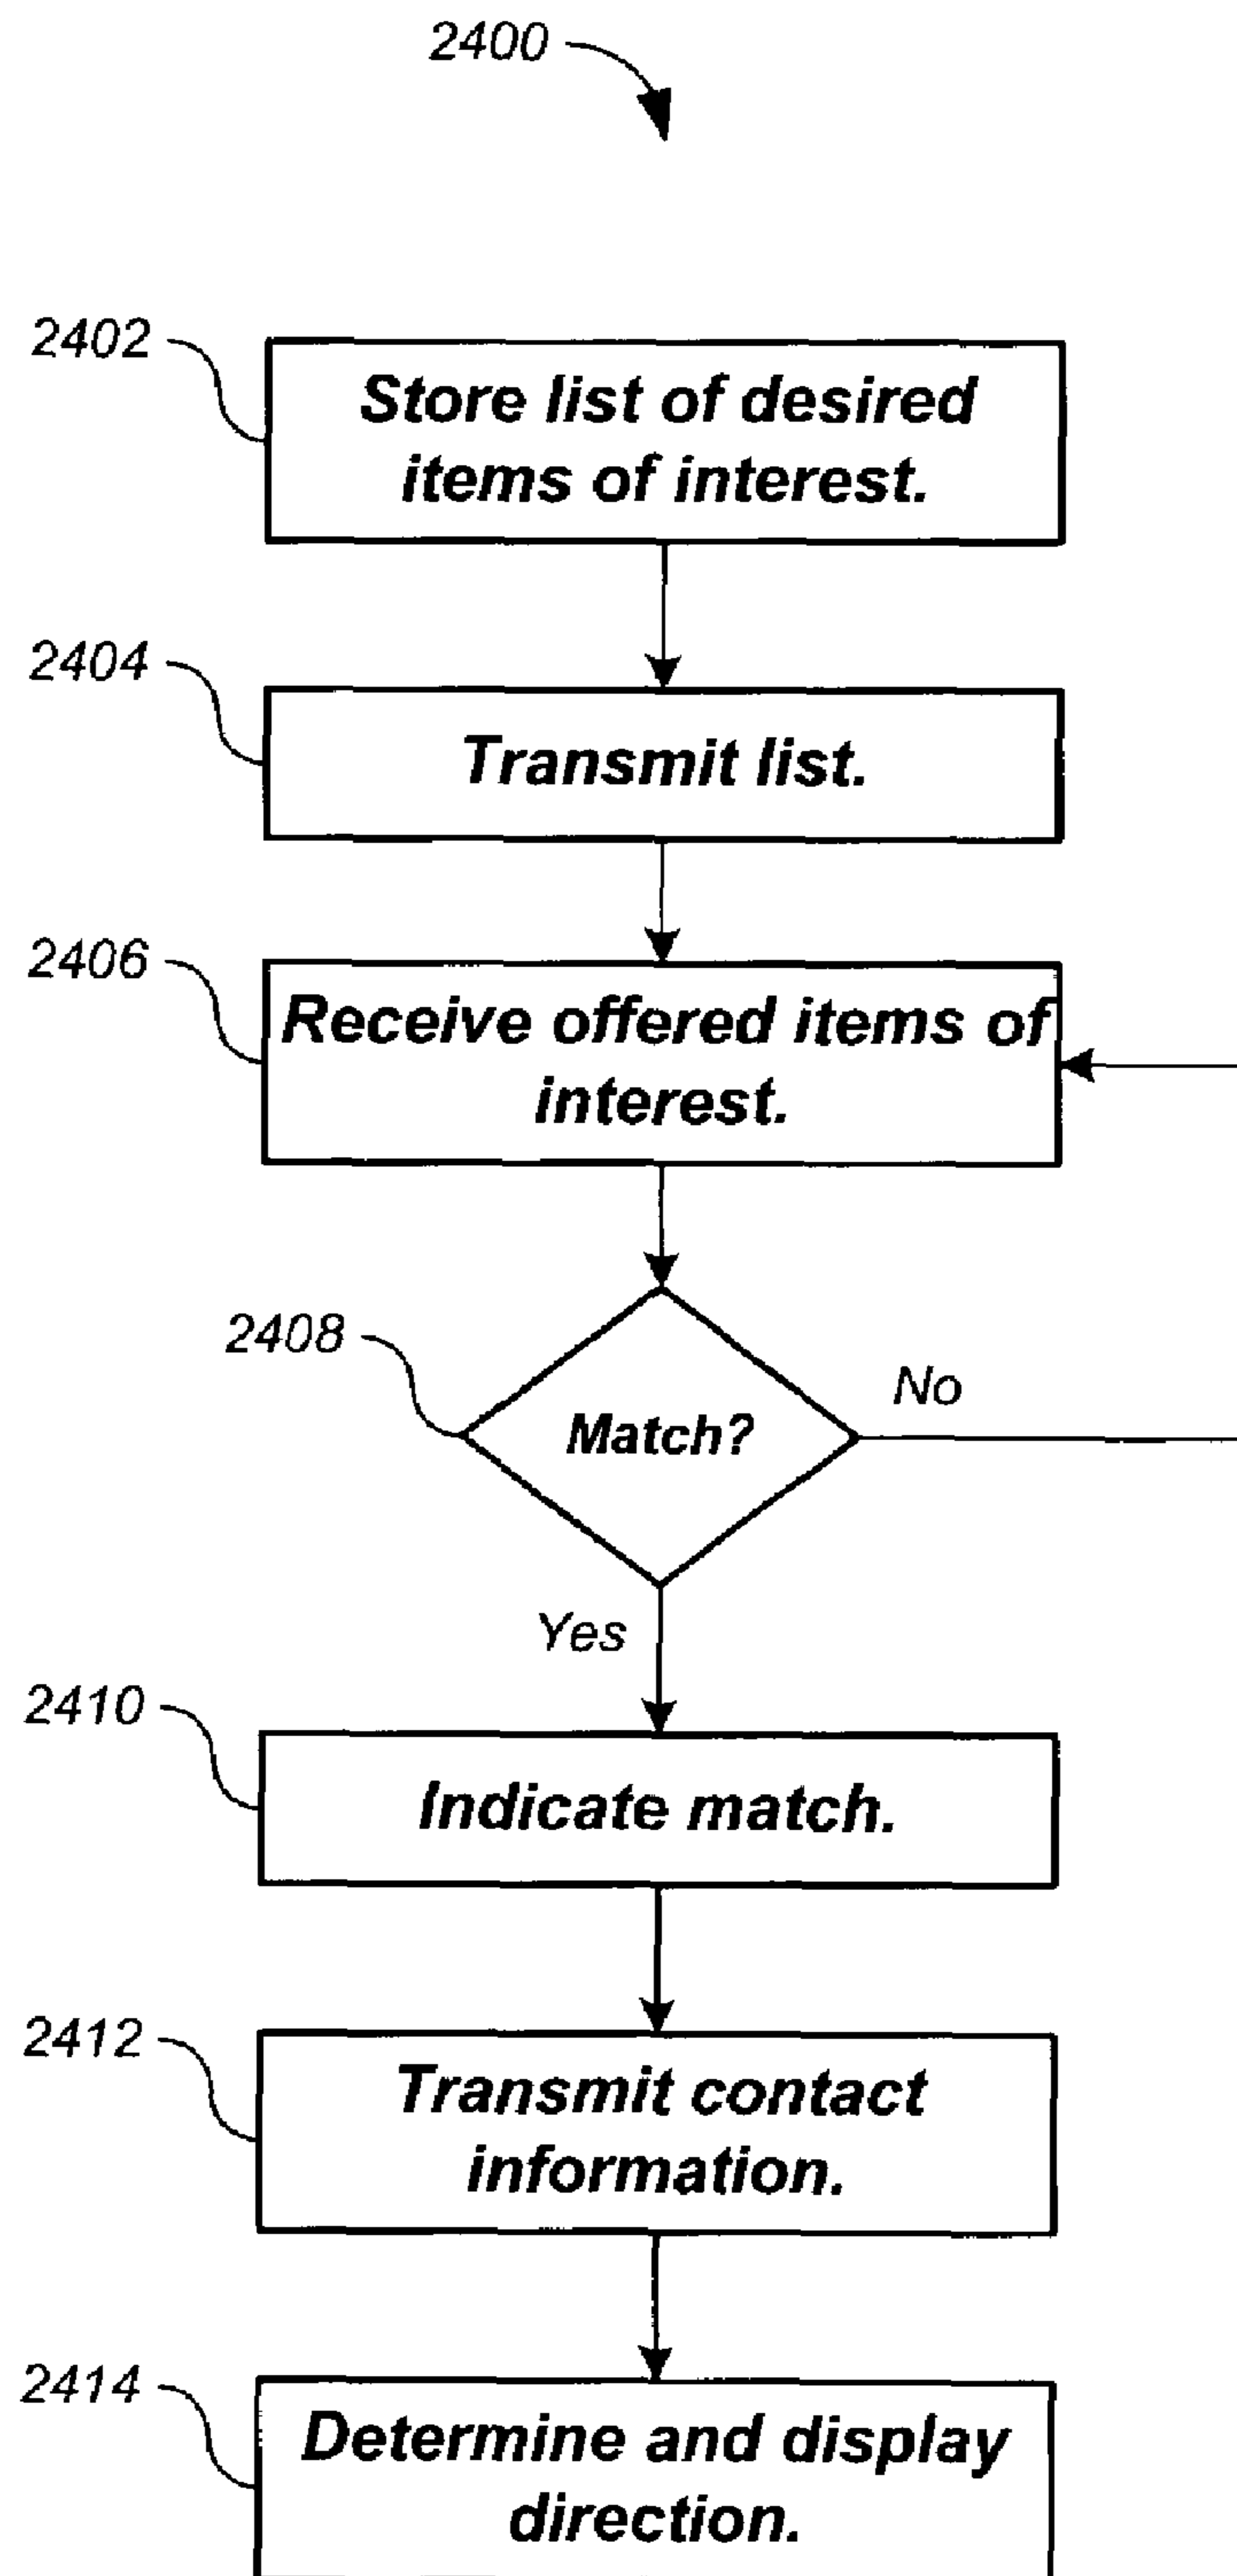 2400
2402
Store list of desired
items of interest.
2404
Transmit list.
2406
Receive offered items of
interest.
2408
Match?
No
Yes
2410
Indicate match.
2412
Transmit contact
information.
2414
Determine and display
direction.